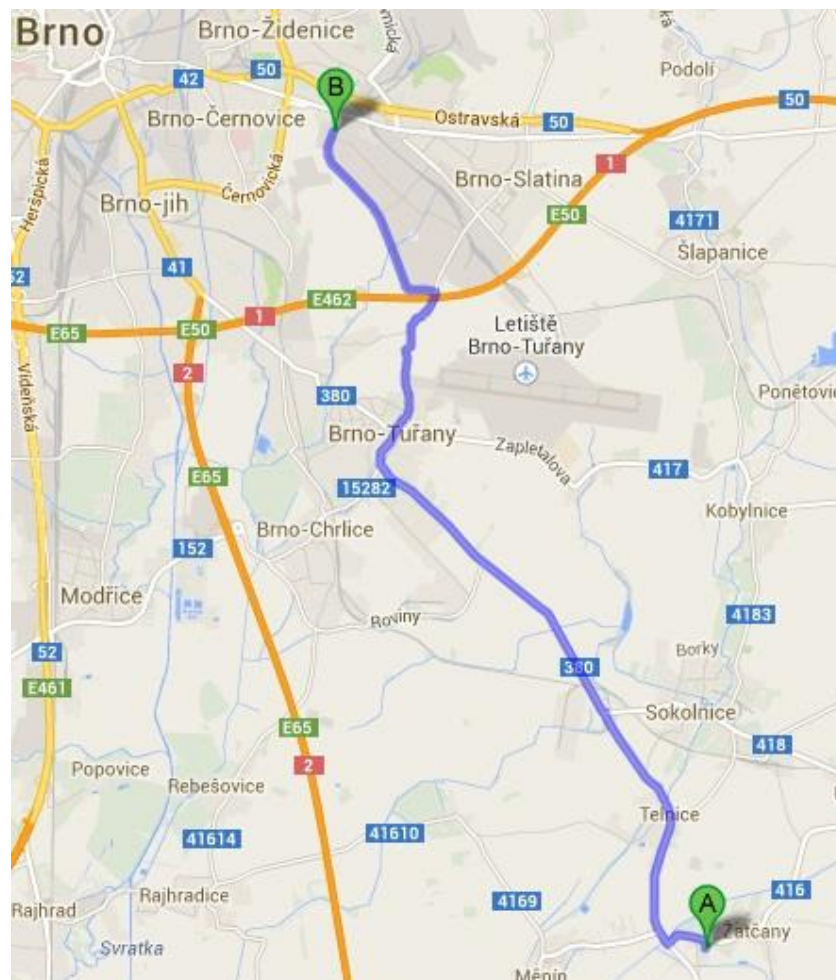 Brno
Brno-Židenice
Podolí
42
50
B
50
Brno-Černovice
Ostravská
50
Heršpická
Brno-jih
Černovická
Brno-Slatina
1
E50
4171
Šlapanice
41
52
E65
E50
1
E462
Letiště
Brno-Tuřany
2
Vídeňská
380
Ponětovic
Brno-Tuřany
Zapletalova
417
E65
15282
Kobylnice
Brno-Chrlice
152
Modřice
Roviny
4183
52
380
Borky
E461
Sokolnice
E65
418
2
Popovice
Rebešovice
Telnice
41614
41610
Rajhradice
4169
A
416
Rajhrad
Žatčany
Svratka
Měnín